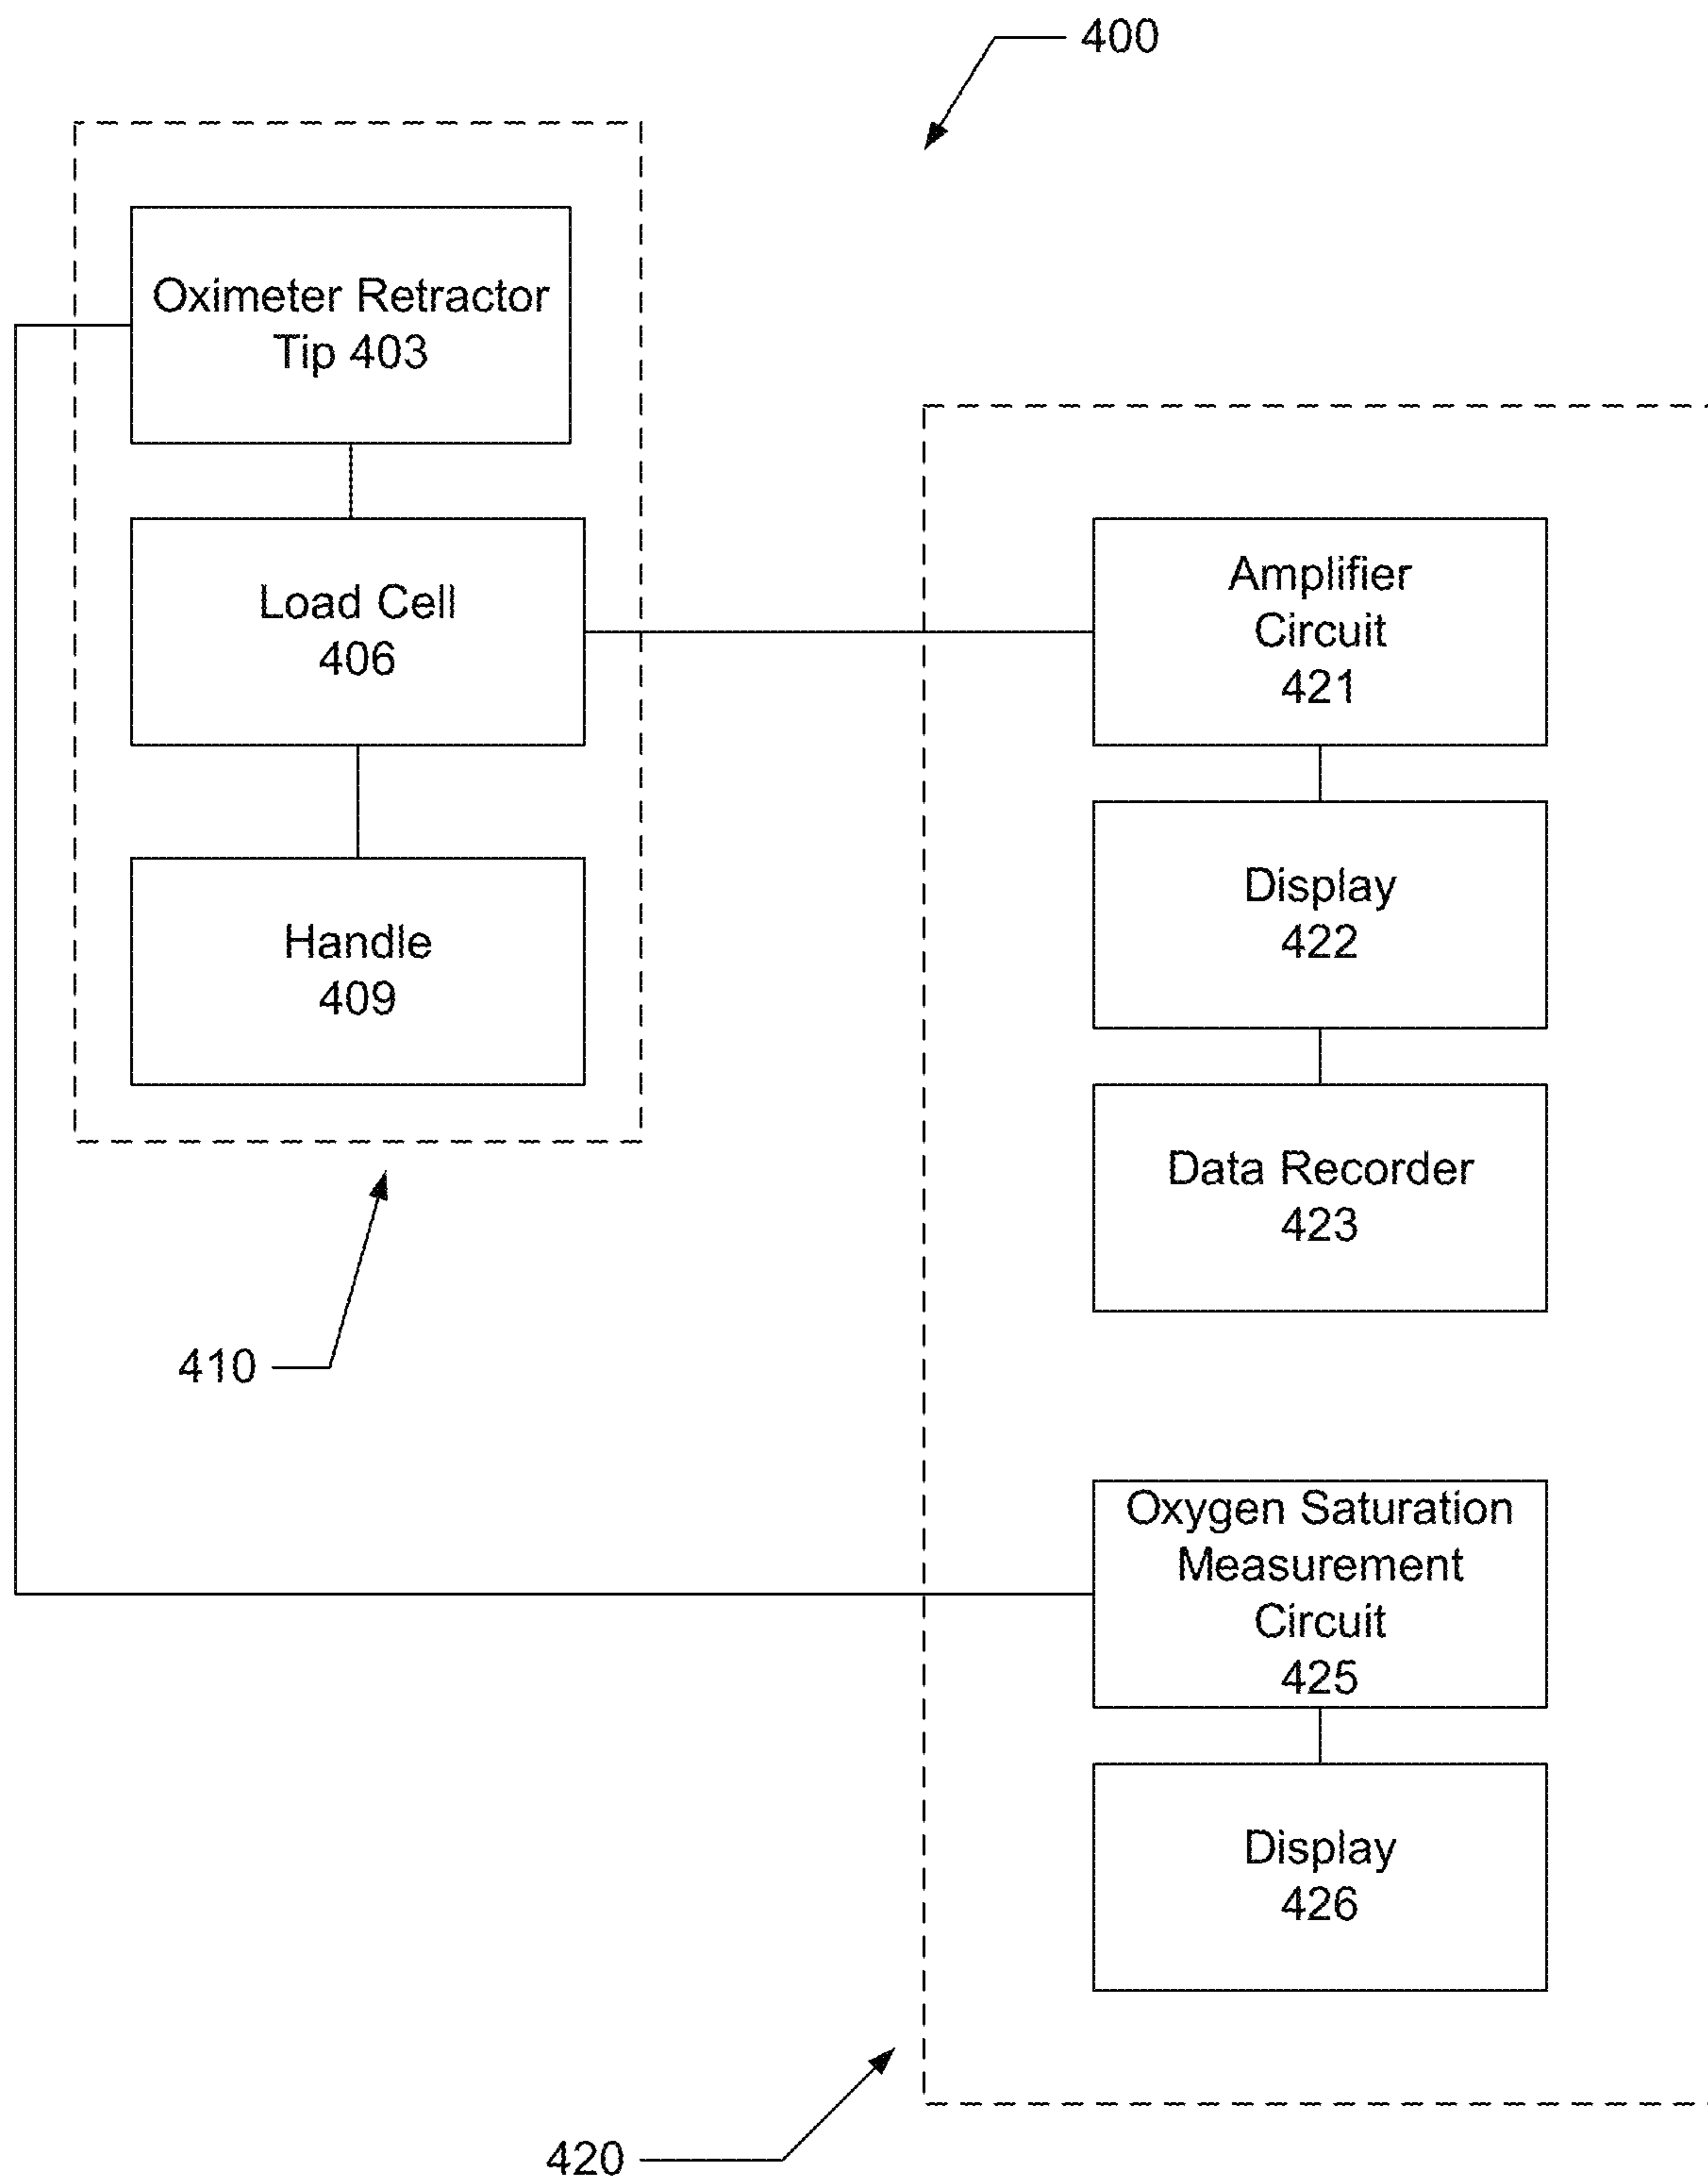 400
Oximeter Retractor
Tip 403
Load Cell
406
Handle
409
410
Amplifier
Circuit
421
Display
422
Data Recorder
423
Oxygen Saturation
Measurement
Circuit
425
Display
426
420